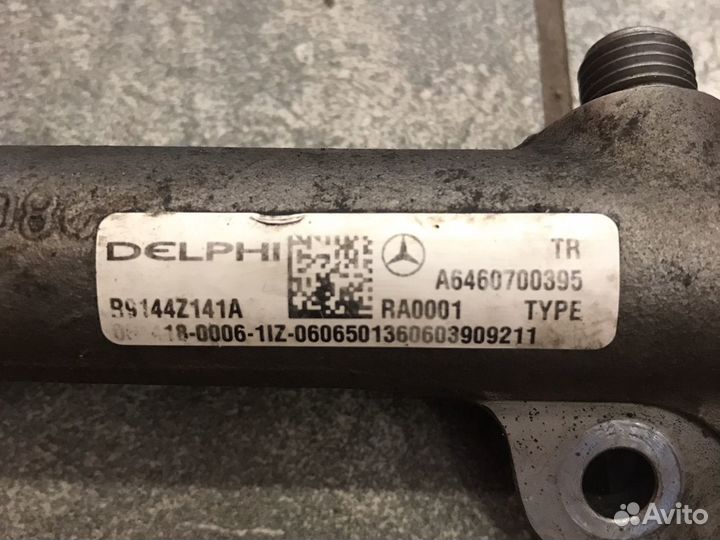 DELPHI
TR
A6460700395
R9144Z141A
RA0001 TYPE
18-0006-1IZ-0606501360603909211
Avito